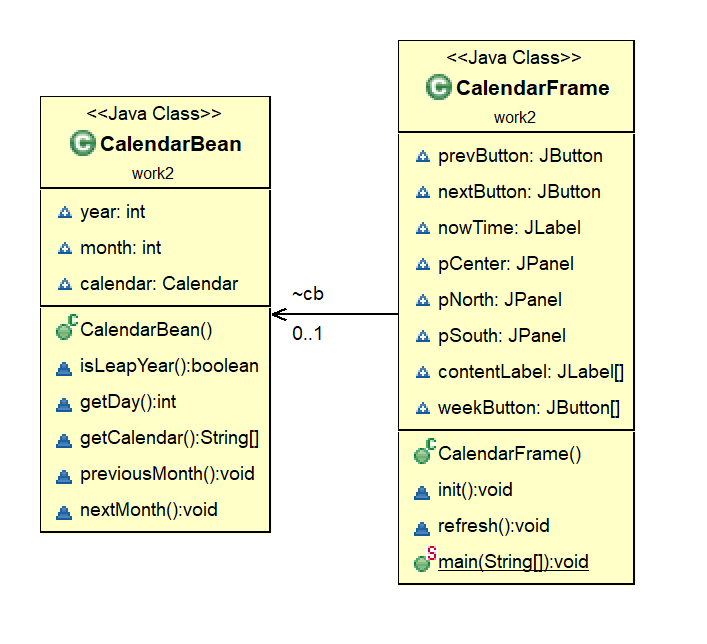 <<Java Class>>
CalendarBean
work2
year: int
month: int
calendar: Calendar
CalendarBean()
isLeapYear():boolean
getDay():int
getCalendar():String[]
previousMonth():void
nextMonth():void
~cb
0..1
<<Java Class>>
CalendarFrame
work2
prevButton: JButton
nextButton: JButton
nowTime: JLabel
pCenter: JPanel
pNorth: JPanel
pSouth: JPanel
contentLabel: JLabel[]
weekButton: JButton[]
CalendarFrame()
init():void
refresh():void
main(String[]):void